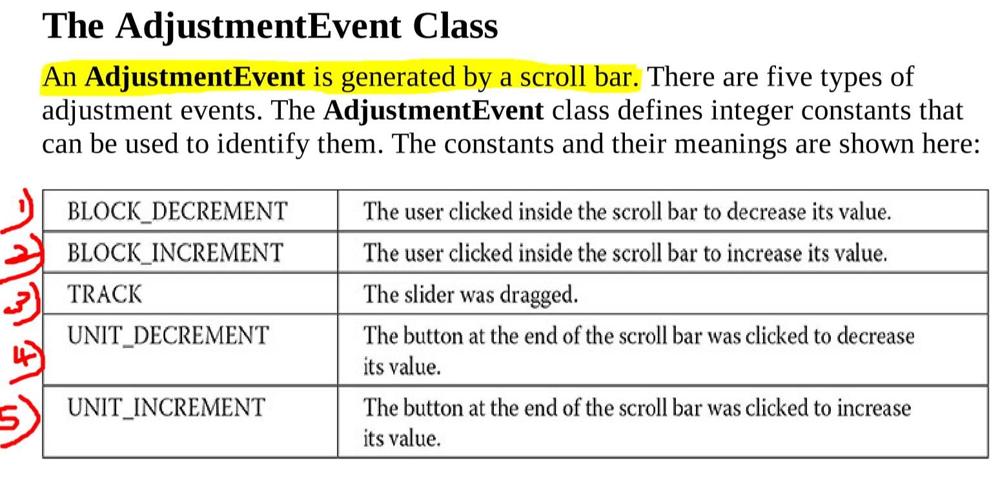 The AdjustmentEvent Class
An AdjustmentEvent is generated by a scroll bar. There are five types of
adjustment events. The AdjustmentEvent class defines integer constants that
can be used to identify them. The constants and their meanings are shown here:
1) BLOCK_DECREMENT The user clicked inside the scroll bar to decrease its value.
2) BLOCK_INCREMENT The user clicked inside the scroll bar to increase its value.
3) TRACK The slider was dragged.
4) UNIT_DECREMENT The button at the end of the scroll bar was clicked to decrease
its value.
5) UNIT_INCREMENT The button at the end of the scroll bar was clicked to increase
its value.